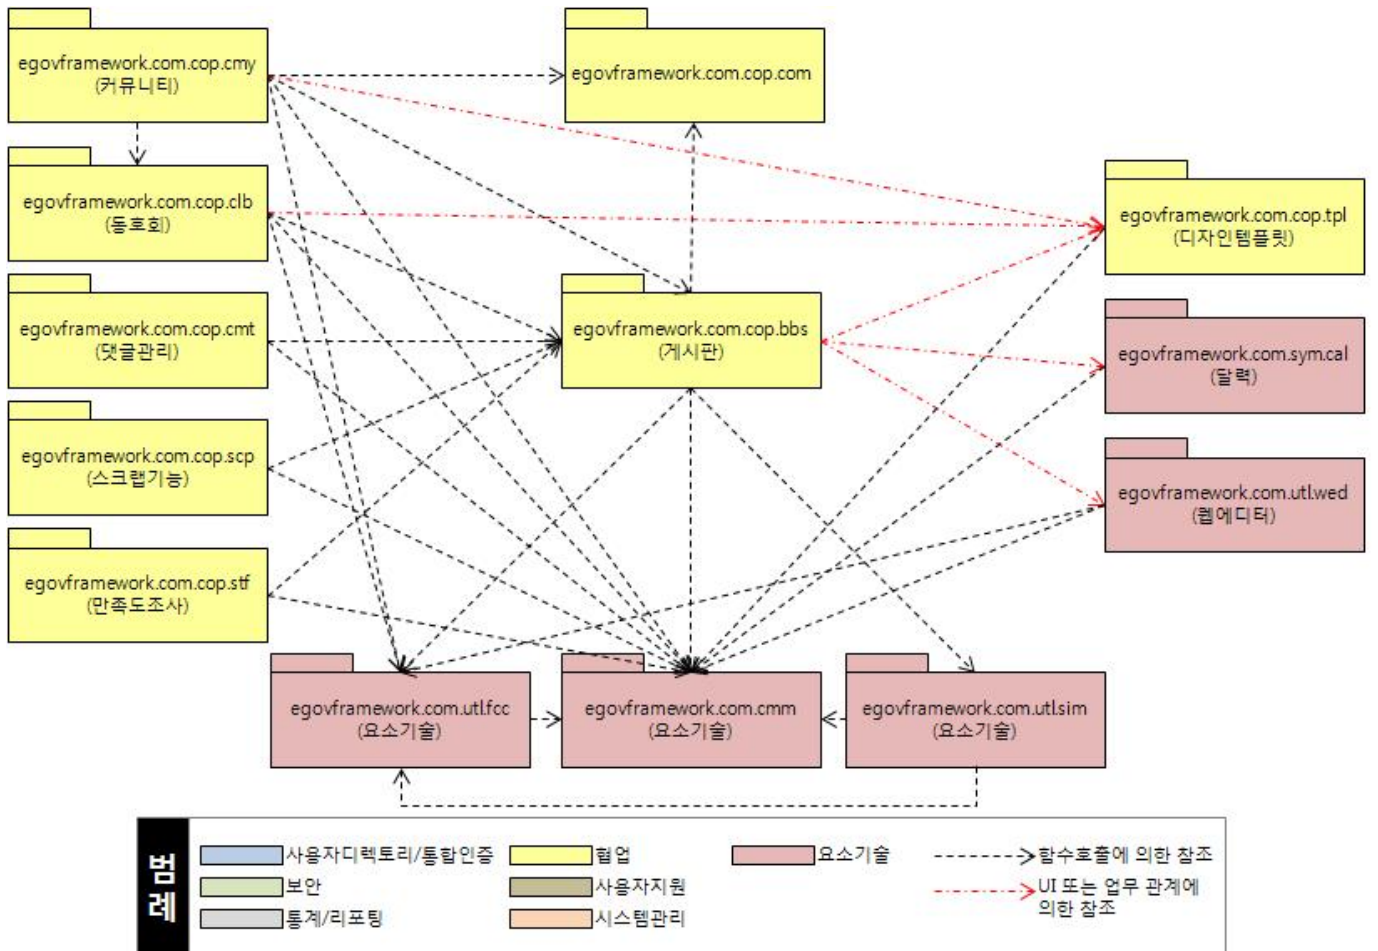 egovframework.com.cop.cmy
(커뮤니티)
egovframework.com.cop.com
egovframework.com.cop.clb
(동호회)
egovframework.com.cop.tpl
(디자인템플릿)
egovframework.com.cop.cmt
(댓글관리)
egovframework.com.cop.bbs
(게시판)
egovframework.com.sym.cal
(달력)
egovframework.com.cop.scp
(스크랩기능)
egovframework.com.utl.wed
(웹에디터)
egovframework.com.cop.stf
(만족도조사)
egovframework.com.utl.fcc
(요소기술)
egovframework.com.cmm
(요소기술)
egovframework.com.utl.sim
(요소기술)
범례
사용자디렉토리/통합인증
협업
요소기술
함수호출에 의한 참조
보안
사용자지원
UI 또는 업무 관계에
의한 참조
통계/리포팅
시스템관리